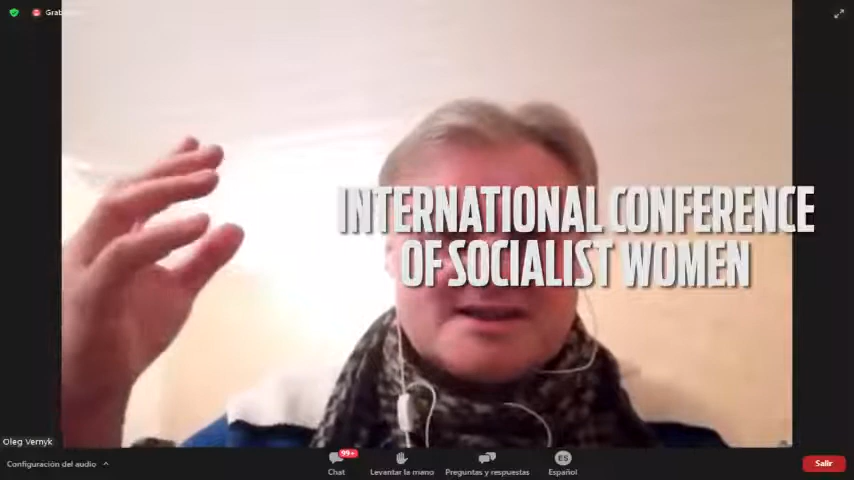 INTERNATIONAL CONFERENCE
OF SOCIALIST WOMEN
Oleg Vernyk
Configuración del audio
99+
Chat
Levantar la mano
Preguntas y respuestas
ES
Español
Salir